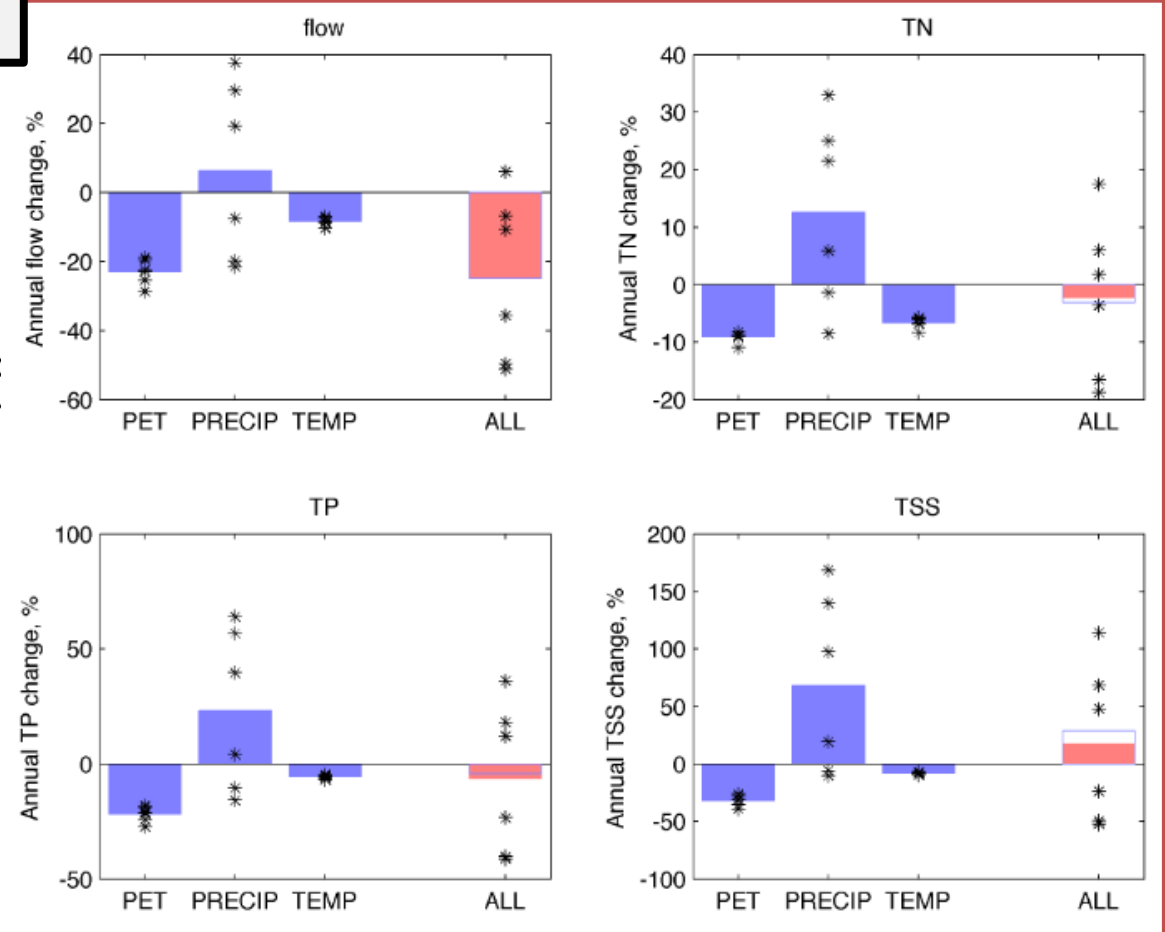 flow
Annual flow change, %
40
20
0
-20
-40
-60
PET PRECIP TEMP ALL
TN
Annual TN change, %
40
30
20
10
0
-10
-20
PET PRECIP TEMP ALL
TP
Annual TP change, %
100
50
0
-50
PET PRECIP TEMP ALL
TSS
Annual TSS change, %
200
150
100
50
0
-50
-100
PET PRECIP TEMP ALL